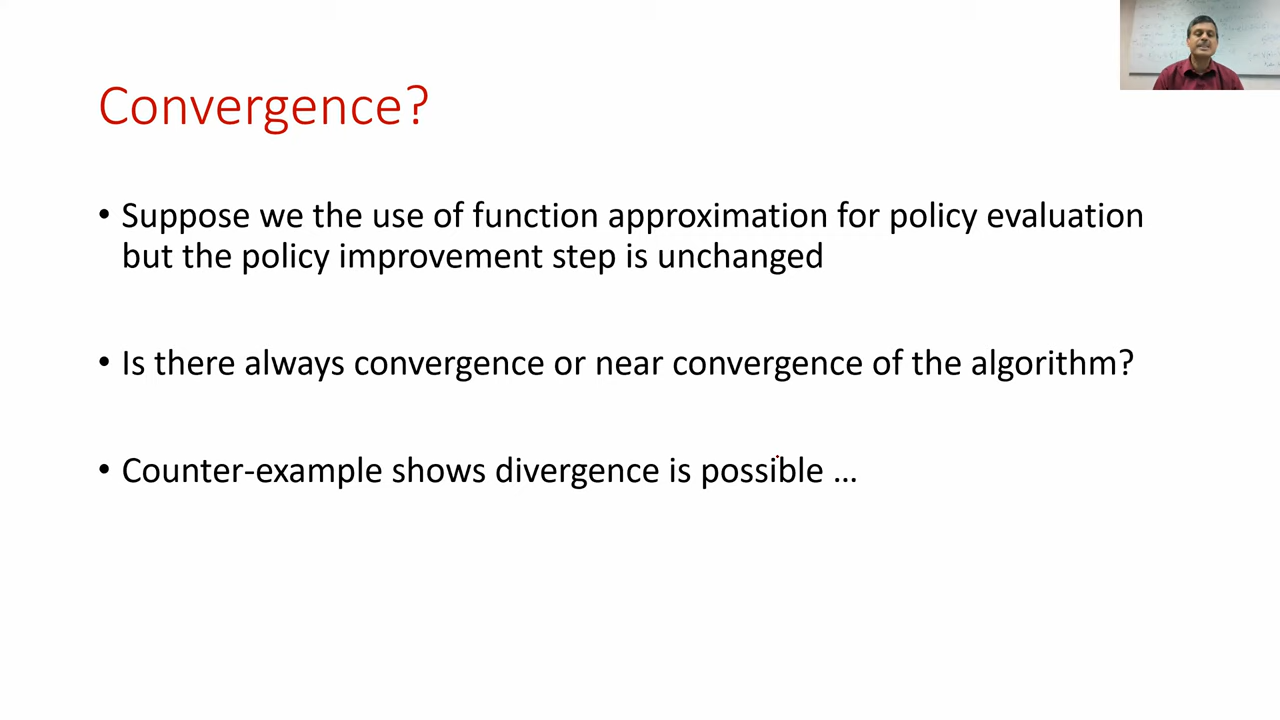 Convergence?
• Suppose we the use of function approximation for policy evaluation
but the policy improvement step is unchanged
• Is there always convergence or near convergence of the algorithm?
• Counter-example shows divergence is possible ...